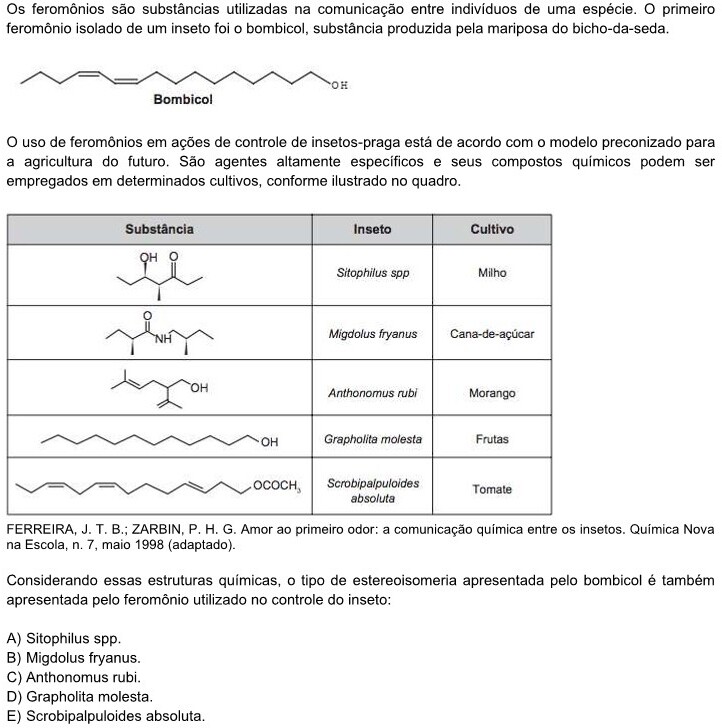 Os feromônios são substâncias utilizadas na comunicação entre indivíduos de uma espécie. O primeiro
feromônio isolado de um inseto foi o bombicol, substância produzida pela mariposa do bicho-da-seda.
OH
Bombicol
O uso de feromônios em ações de controle de insetos-praga está de acordo com o modelo preconizado para
a agricultura do futuro. São agentes altamente específicos e seus compostos químicos podem ser
empregados em determinados cultivos, conforme ilustrado no quadro.
Substância Inseto Cultivo
OH O
Sitophilus spp Milho
O
NH
Migdolus fryanus Cana-de-açúcar
OH
Anthonomus rubi Morango
OH Grapholita molesta Frutas
OCOCH3 Scrobipalpuloides
absoluta Tomate
FERREIRA, J. T. B.; ZARBIN, P. H. G. Amor ao primeiro odor: a comunicação química entre os insetos. Química Nova
na Escola, n. 7, maio 1998 (adaptado).
Considerando essas estruturas químicas, o tipo de estereoisomeria apresentada pelo bombicol é também
apresentada pelo feromônio utilizado no controle do inseto:
A) Sitophilus spp.
B) Migdolus fryanus.
C) Anthonomus rubi.
D) Grapholita molesta.
E) Scrobipalpuloides absoluta.